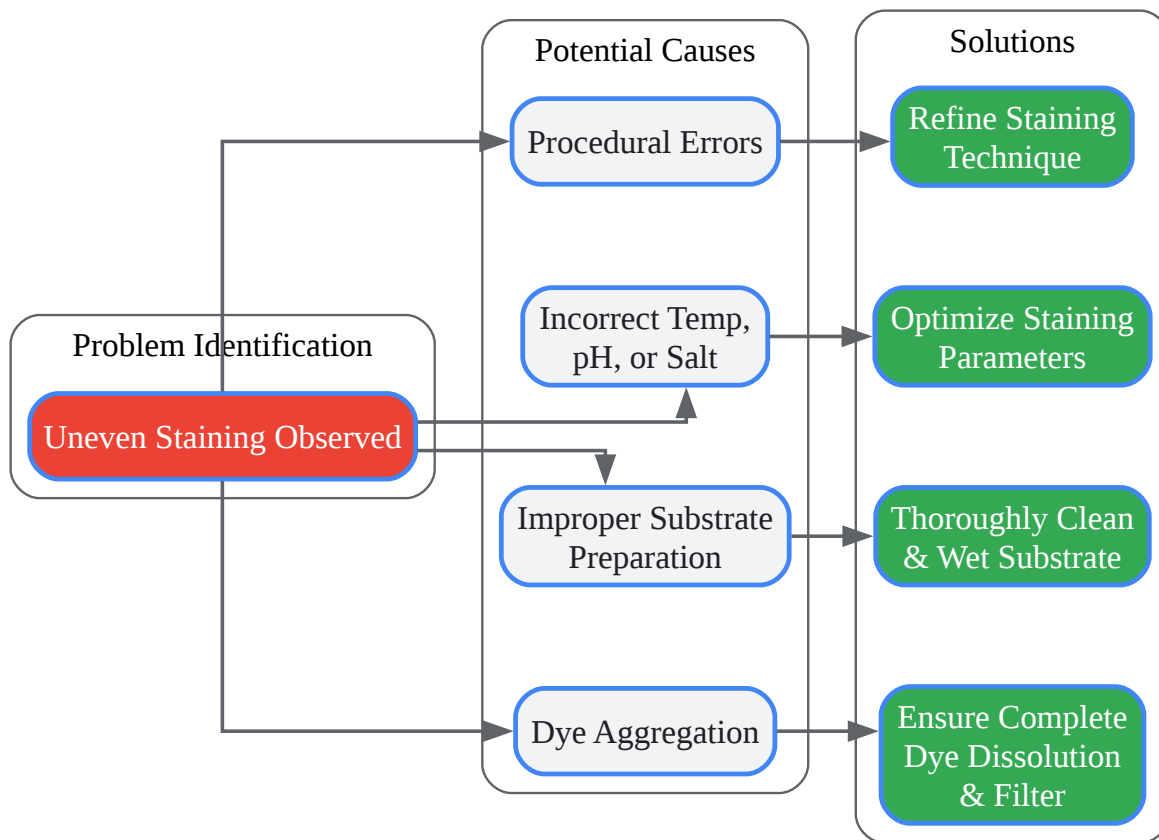 Problem Identification
Uneven Staining Observed
Potential Causes
Procedural Errors
Incorrect Temp,
pH, or Salt
Improper Substrate
Preparation
Dye Aggregation
Solutions
Refine Staining
Technique
Optimize Staining
Parameters
Thoroughly Clean
& Wet Substrate
Ensure Complete
Dye Dissolution
& Filter